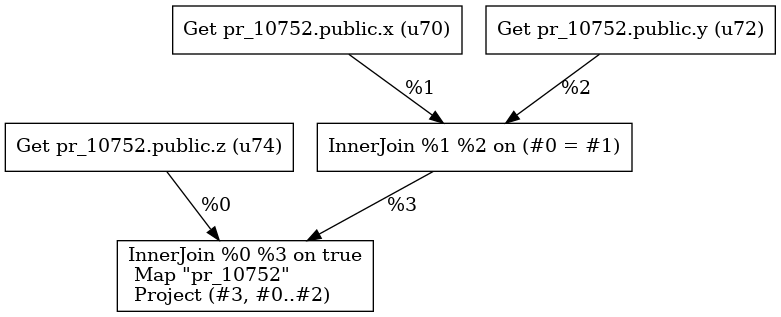 Get pr_10752.public.x (u70)
Get pr_10752.public.y (u72)
%1
%2
Get pr_10752.public.z (u74)
InnerJoin %1 %2 on (#0 = #1)
%0
%3
InnerJoin %0 %3 on true
Map "pr_10752"
Project (#3, #0..#2)